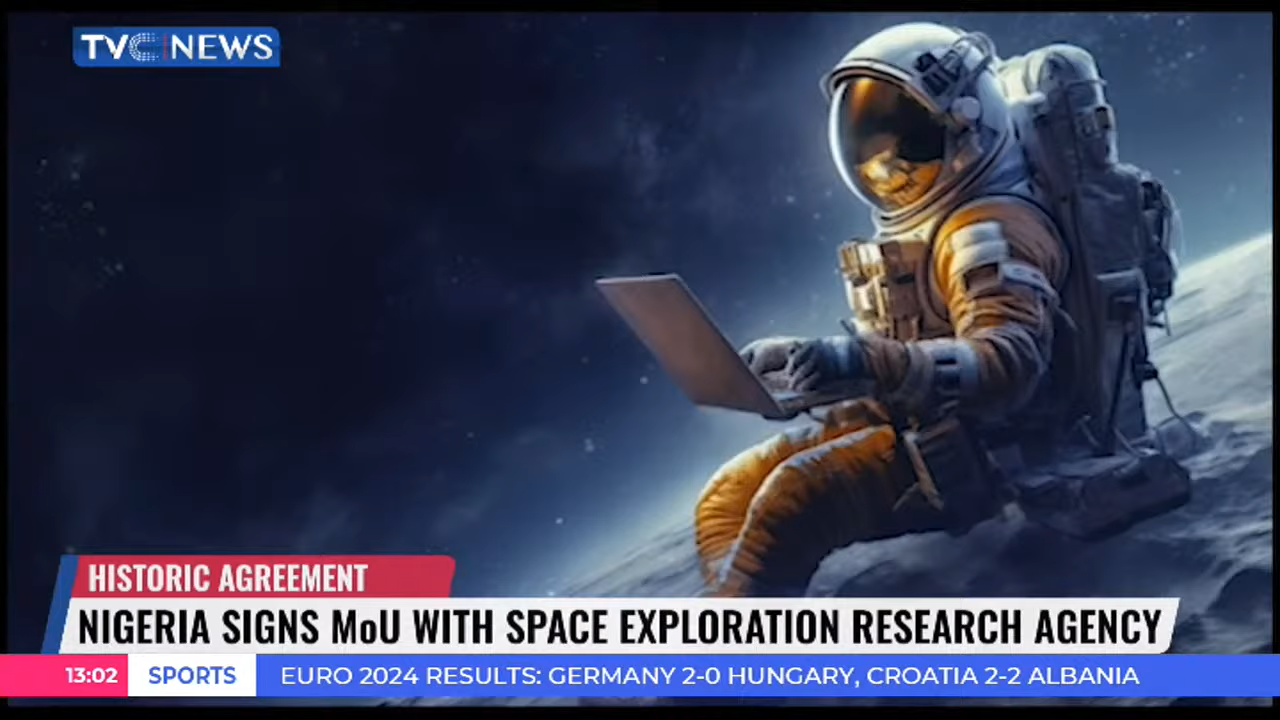 TVC NEWS
HISTORIC AGREEMENT
NIGERIA SIGNS MoU WITH SPACE EXPLORATION RESEARCH AGENCY
13:02 SPORTS EURO 2024 RESULTS: GERMANY 2-0 HUNGARY, CROATIA 2-2 ALBANIA